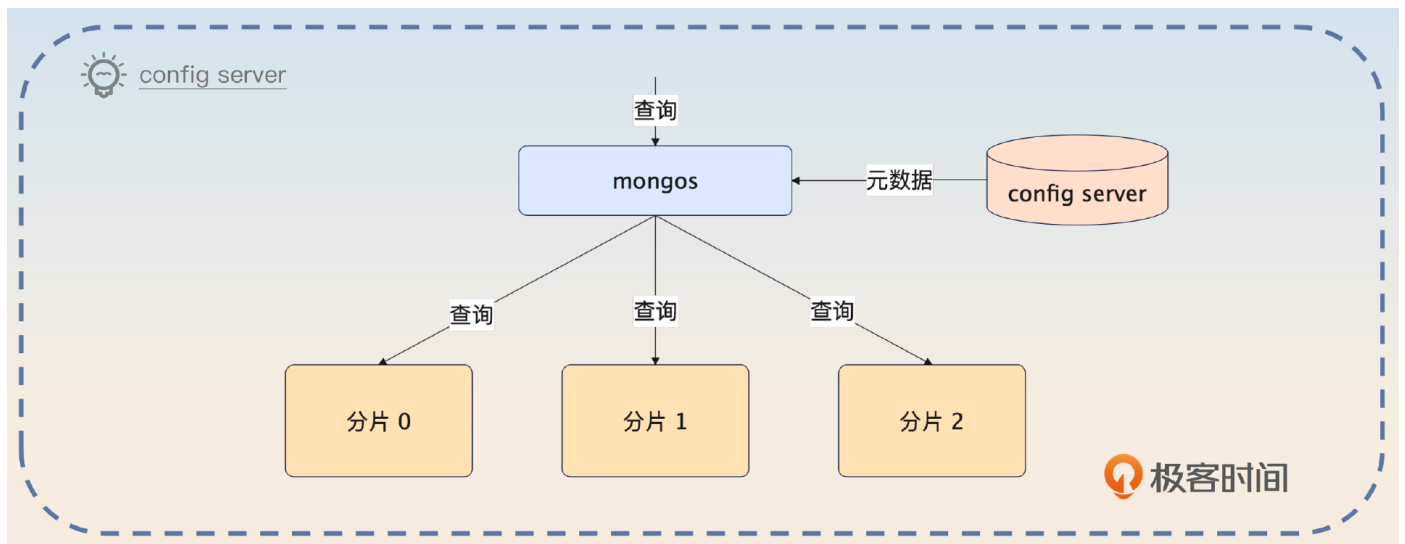 config server
查询
mongos
元数据
config server
查询
查询
查询
分片 0
分片 1
分片 2
极客时间